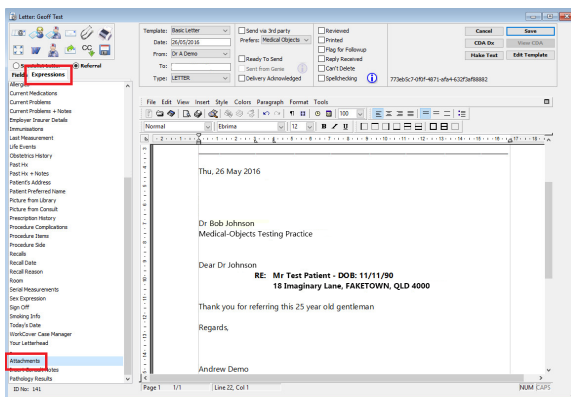 Letter: Geoff Test
Template: Basic Letter
Send via 3rd party
Reviewed
Cancel
Save
Date: 26/05/2016
Prefers: Medical Objects
Printed
CDA Dx
View CDA
From: Dr A Demo
Flag for Followup
Make Text
Edit Template
To:
Ready To Send
Reply Received
Sent from Genie
Can't Delete
Type: LETTER
Delivery Acknowledged
Spellchecking
773eb5c7-0f0f-4871-afa4-632f3af88882
Referral
Fields
Expressions
Allergies
Current Medications
Current Problems
Current Problems + Notes
Employer Insurer Details
Immunisations
Last Measurement
Life Events
Obstetrics History
Past Hx
Past Hx + Notes
Patient's Address
Patient Preferred Name
Picture from Library
Picture from Consult
Prescription History
Procedure Complications
Procedure Items
Procedure Side
Recalls
Recall Date
Recall Reason
Room
Serial Measurements
Sex Expression
Sign Off
Smoking Info
Today's Date
WorkCover Case Manager
Your Letterhead
-
Attachments
Notes
Pathology Results
ID No: 141
File Edit View Insert Style Colors Paragraph Format Tools
100
Normal
Ebrima
12
B I U
Thu, 26 May 2016
Dr Bob Johnson
Medical-Objects Testing Practice
Dear Dr Johnson
RE: Mr Test Patient - DOB: 11/11/90
18 Imaginary Lane, FAKETOWN, QLD 4000
Thank you for referring this 25 year old gentleman
Regards,
Andrew Demo
Page 1 1/1 Line 22, Col 1 NUM CAPS